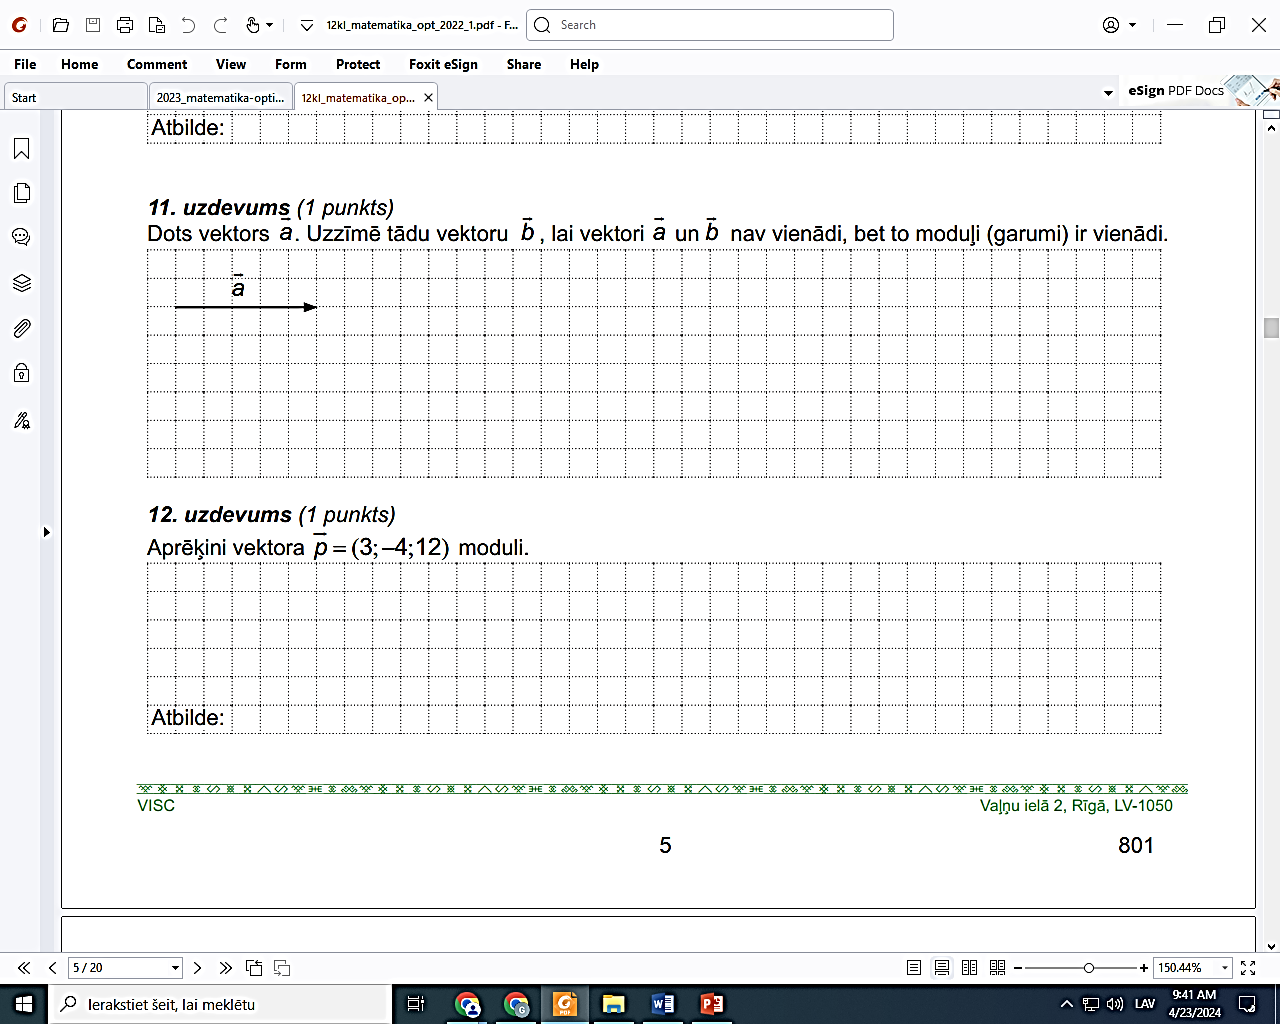 12kl_matematika_opt_2022_1.pdf - F... Search
File Home Comment View Form Protect Foxit eSign Share Help
Start 2023_matematika-opti... 12kl_matematika_op... eSign PDF Docs
Atbilde:
11. uzdevums (1 punkts)
Dots vektors a. Uzzīmē tādu vektoru b, lai vektori a un b nav vienādi, bet to moduļi (garumi) ir vienādi.
a
12. uzdevums (1 punkts)
Aprēķini vektora p = (3; –4; 12) moduli.
Atbilde:
VISC Vaļņu ielā 2, Rīgā, LV-1050
5 801
5 / 20 150.44%
Ierakstiet šeit, lai meklētu LAV 9:41 AM
4/23/2024